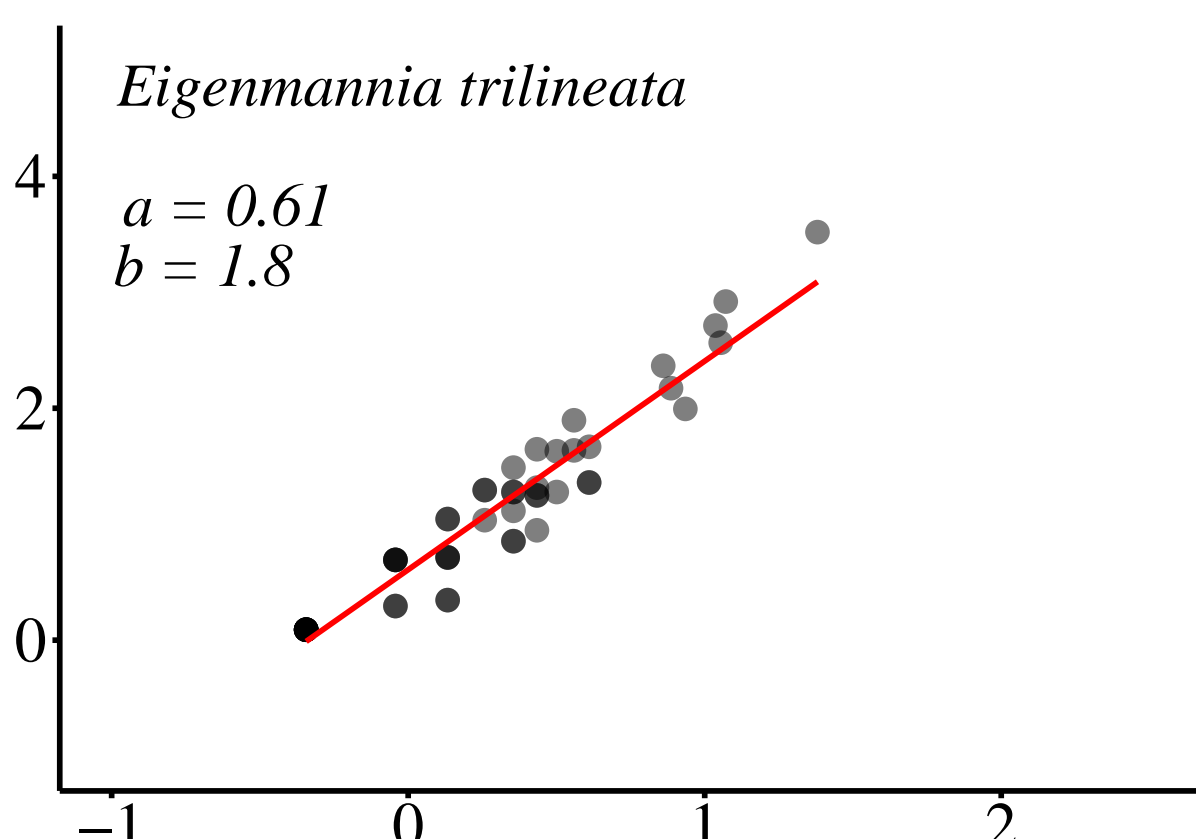 Eigenmannia trilineata
4
a = 0.61
b = 1.8
2
0
−1 0 1 2